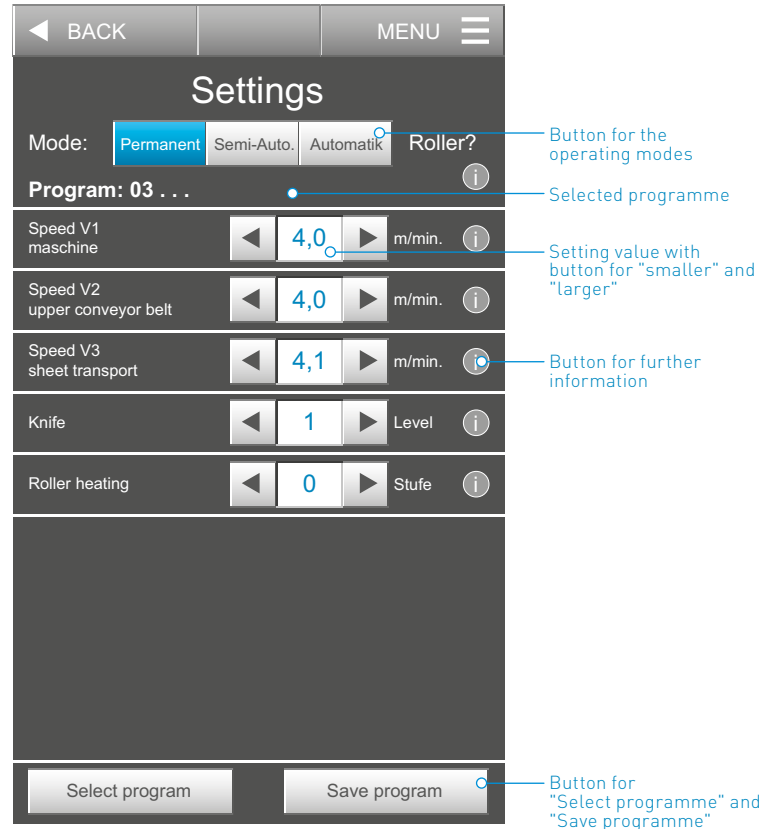 BACK
MENU
Settings
Mode: Permanent Semi-Auto. Automatik Roller?
Button for the
operating modes
i
Program: 03 . . .
Selected programme
Speed V1
maschine
4,0 m/min. i
Setting value with
button for "smaller" and
"larger"
Speed V2
upper conveyor belt
4,0 m/min. i
Speed V3
sheet transport
4,1 m/min. i
Button for further
information
Knife 1 Level i
Roller heating 0 Stufe i
Select program
Save program
Button for
"Select programme" and
"Save programme"